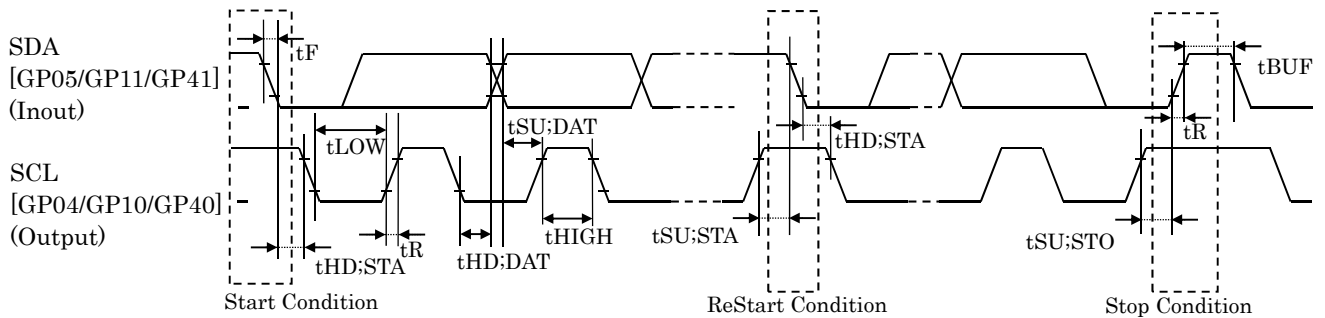 SDA
[GP05/GP11/GP41]
(Inout)
tF
tBUF
tSU;DAT
tLOW
tHD;STA
tR
SCL
[GP04/GP10/GP40]
(Output)
tHD;STA
tR
tHD;DAT
tHIGH
tSU;STA
tSU;STO
Start Condition
ReStart Condition
Stop Condition